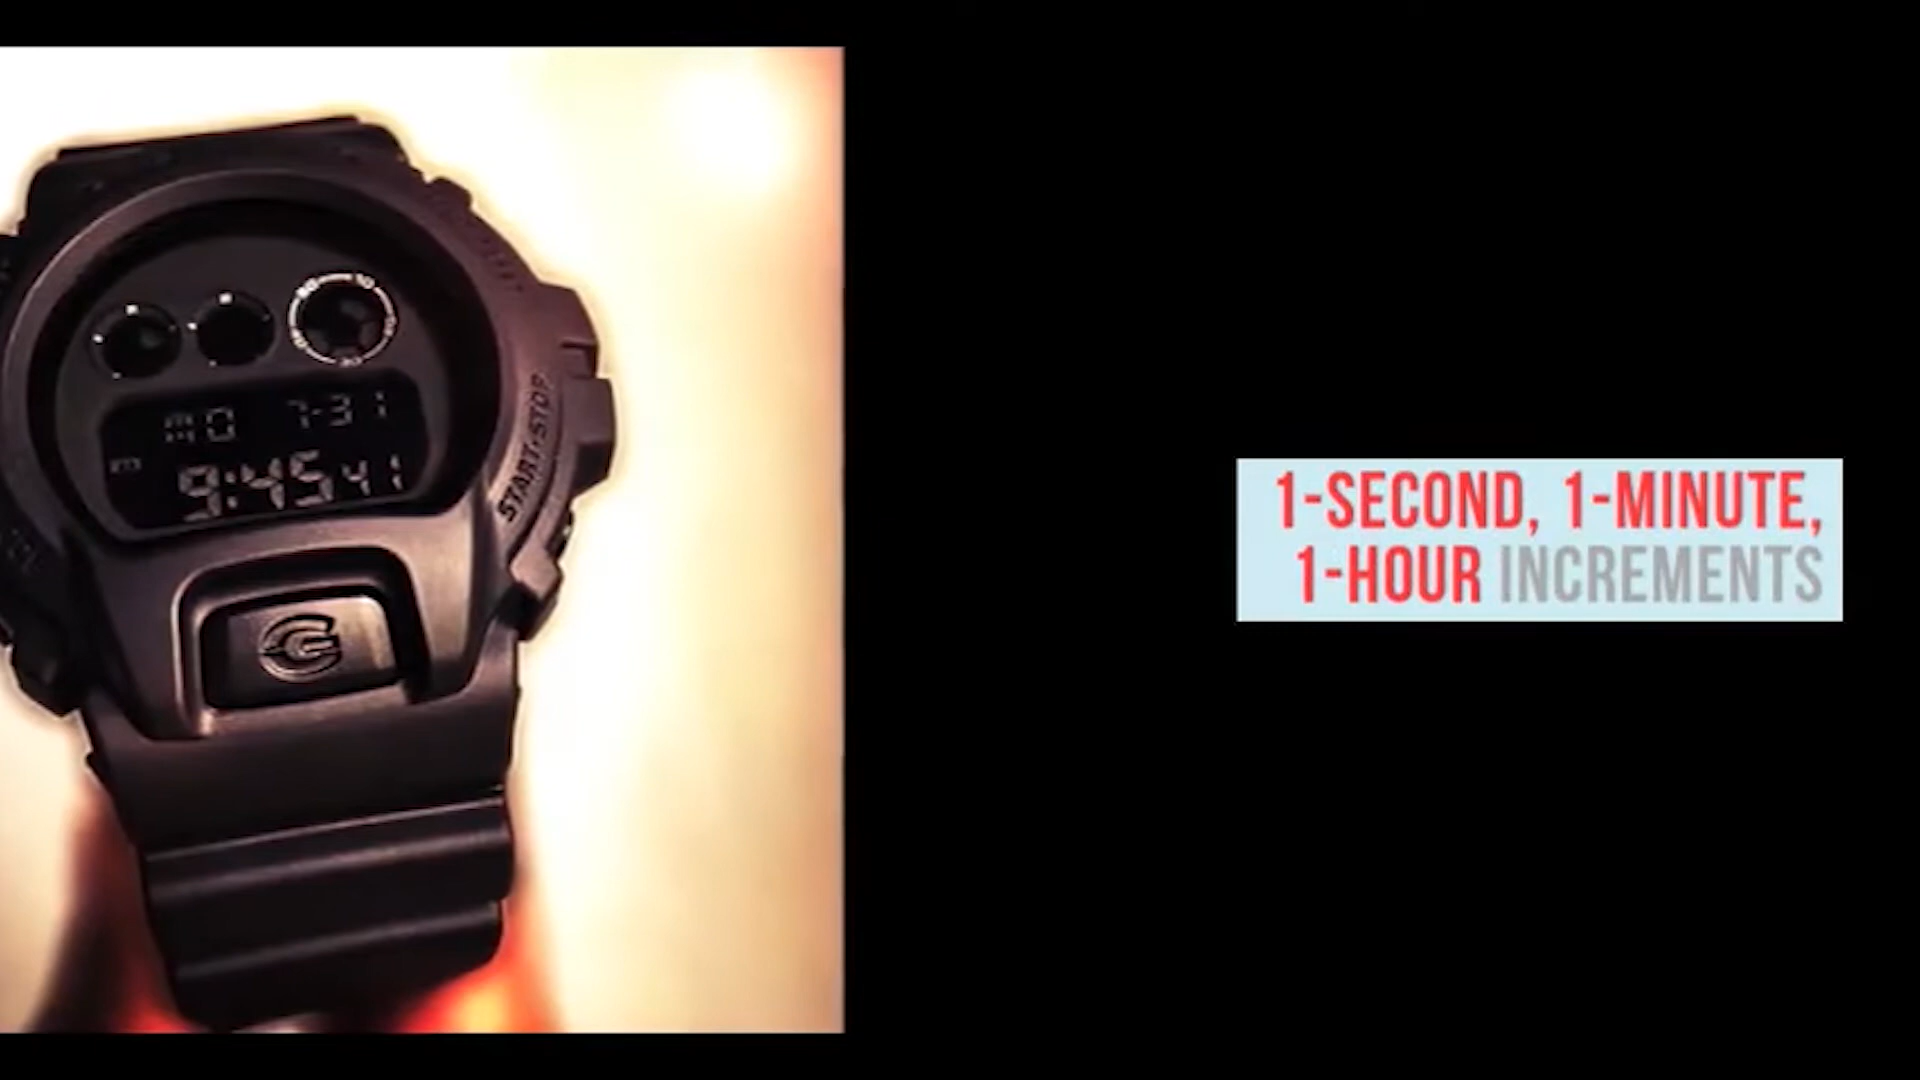 MO 7-31
9:45 41
START•STOP
G
1-SECOND, 1-MINUTE,
1-HOUR INCREMENTS